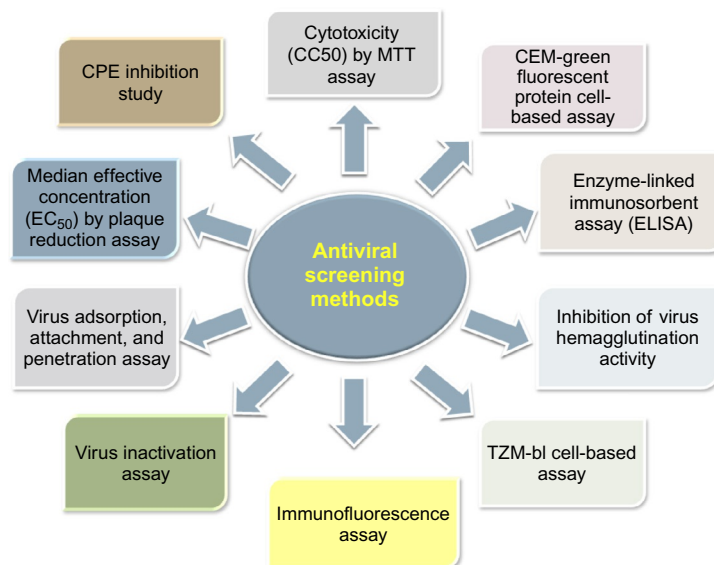 Cytotoxicity
(CC50) by MTT
assay
CEM-green
fluorescent
protein cell-
based assay
Enzyme-linked
immunosorbent
assay (ELISA)
Inhibition of virus
hemagglutination
activity
TZM-bl cell-based
assay
Immunofluorescence
assay
Virus inactivation
assay
Virus adsorption,
attachment, and
penetration assay
Median effective
concentration
(EC₅₀) by plaque
reduction assay
CPE inhibition
study
Antiviral
screening
methods